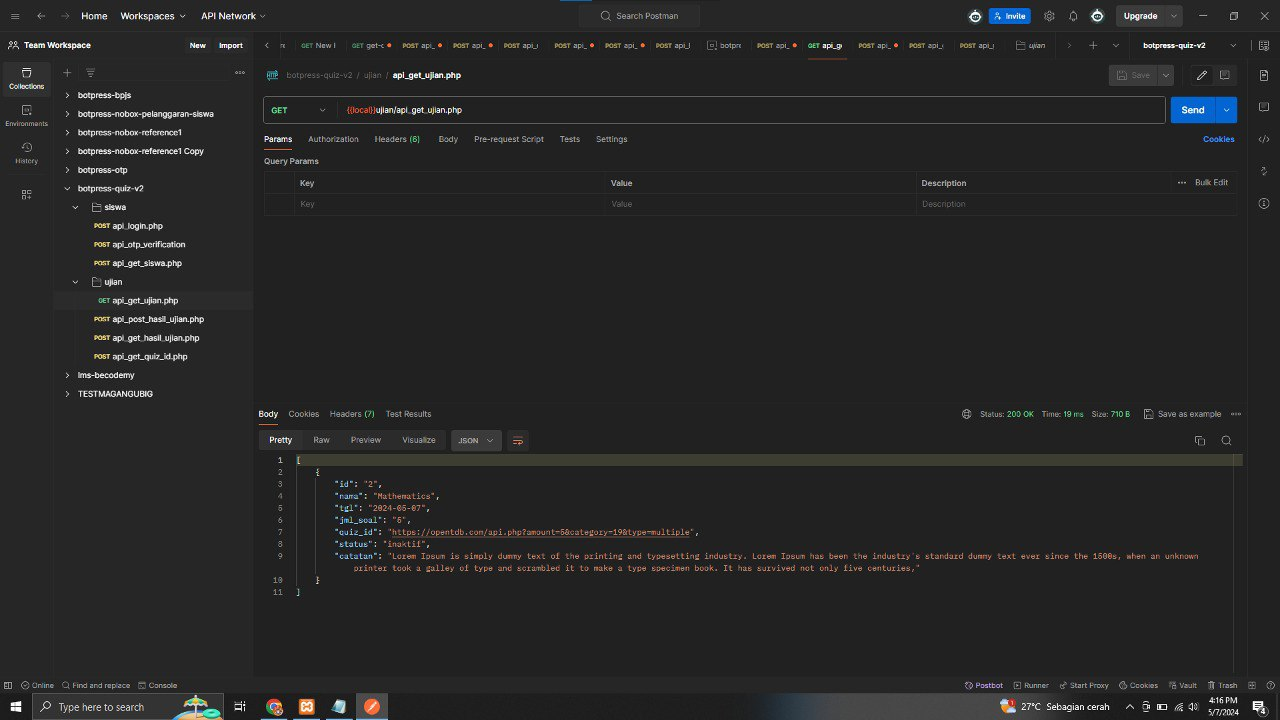 Home
Workspaces
API Network
Search Postman
Invite
Upgrade
Team Workspace
New
Import
GET New
GET get-
POST api_
POST api_
POST api_
POST api_
POST api_
POST api_
botpre
POST api_
GET api_g
POST api_
POST api_
POST api_
ujian
botpress-quiz-v2
Collections
Environments
History
botpress-bpjs
botpress-nobox-pelanggaran-siswa
botpress-nobox-reference1
botpress-nobox-reference1 Copy
botpress-otp
botpress-quiz-v2
siswa
POST api_login.php
POST api_otp_verification
POST api_get_siswa.php
ujian
GET api_get_ujian.php
POST api_post_hasil_ujian.php
POST api_get_hasil_ujian.php
POST api_get_quiz_id.php
lms-becodemy
TESTMAGANGUBIG
botpress-quiz-v2 / ujian / api_get_ujian.php
Save
GET
{{local}}ujian/api_get_ujian.php
Send
Params
Authorization
Headers (6)
Body
Pre-request Script
Tests
Settings
Cookies
Query Params
Key
Value
Description
Bulk Edit
Key
Value
Description
Body
Cookies
Headers (7)
Test Results
Status: 200 OK
Time: 19 ms
Size: 710 B
Save as example
Pretty
Raw
Preview
Visualize
JSON
1 [
2 {
3 "id": "2",
4 "nama": "Mathematics",
5 "tgl": "2024-05-07",
6 "jml_soal": "5",
7 "quiz_id": "https://opentdb.com/api.php?amount=5&category=19&type=multiple",
8 "status": "inaktif",
9 "catatan": "Lorem Ipsum is simply dummy text of the printing and typesetting industry. Lorem Ipsum has been the industry's standard dummy text ever since the 1500s, when an unknown
printer took a galley of type and scrambled it to make a type specimen book. It has survived not only five centuries,"
10 }
11 ]
Online
Find and replace
Console
Postbot
Runner
Start Proxy
Cookies
Vault
Trash
Type here to search
27°C Sebagian cerah
4:16 PM
5/7/2024